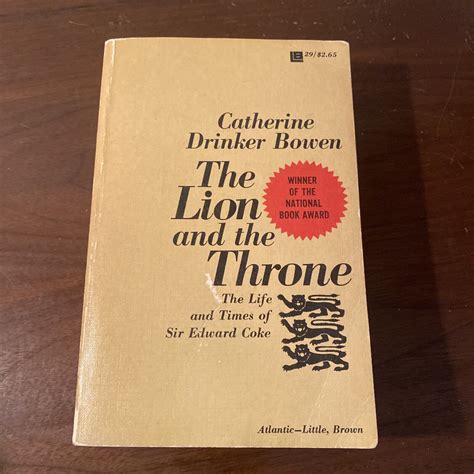 29/$2.65
Catherine
Drinker Bowen
The
Lion
and the
Throne
WINNER
OF THE
NATIONAL
BOOK AWARD
The Life
and Times of
Sir Edward Coke
Atlantic—Little, Brown